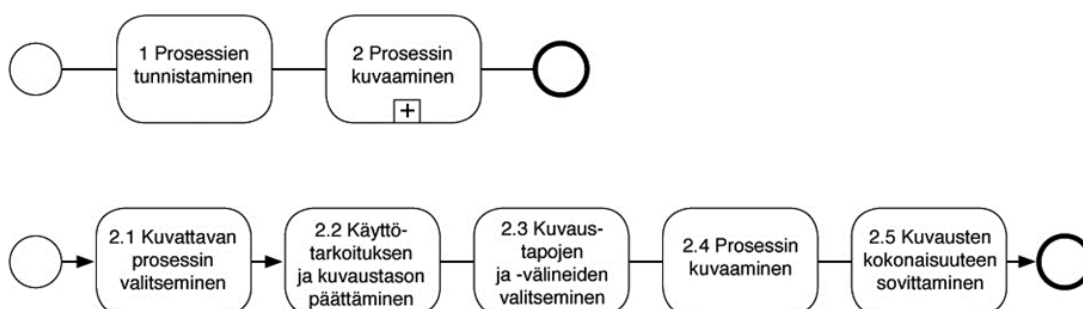 1 Prosessien
tunnistaminen
2 Prosessin
kuvaaminen
2.1 Kuvattavan
prosessin
valitseminen
2.2 Käyttö-
tarkoituksen
ja kuvaustason
päättäminen
2.3 Kuvaus-
tapojen
ja -välineiden
valitseminen
2.4 Prosessin
kuvaaminen
2.5 Kuvausten
kokonaisuuteen
sovittaminen